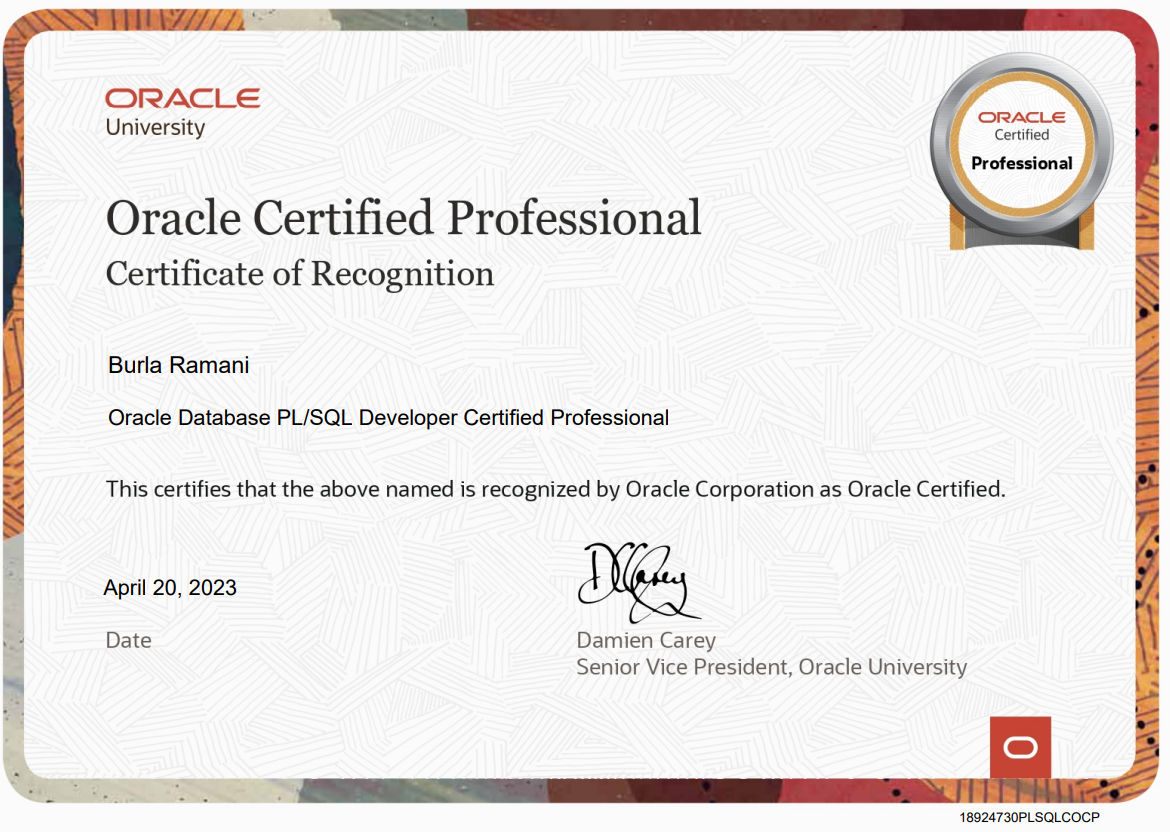 ORACLE
University
ORACLE
Certified
Professional
Oracle Certified Professional
Certificate of Recognition
Burla Ramani
Oracle Database PL/SQL Developer Certified Professional
This certifies that the above named is recognized by Oracle Corporation as Oracle Certified.
DCCarey
April 20, 2023
Date
Damien Carey
Senior Vice President, Oracle University
18924730PLSQLCOCP